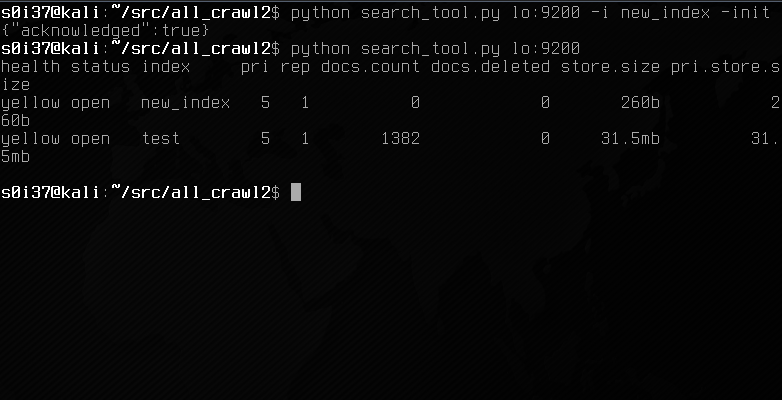 s0i37@kali:~/src/all_crawl2$ python search_tool.py lo:9200 -i new_index -init
{"acknowledged":true}
s0i37@kali:~/src/all_crawl2$ python search_tool.py lo:9200
health status index     pri rep docs.count docs.deleted store.size pri.store.s
ize
yellow open   new_index   5   1          0            0       260b           2
60b
yellow open   test        5   1       1382            0     31.5mb         31.
5mb
s0i37@kali:~/src/all_crawl2$